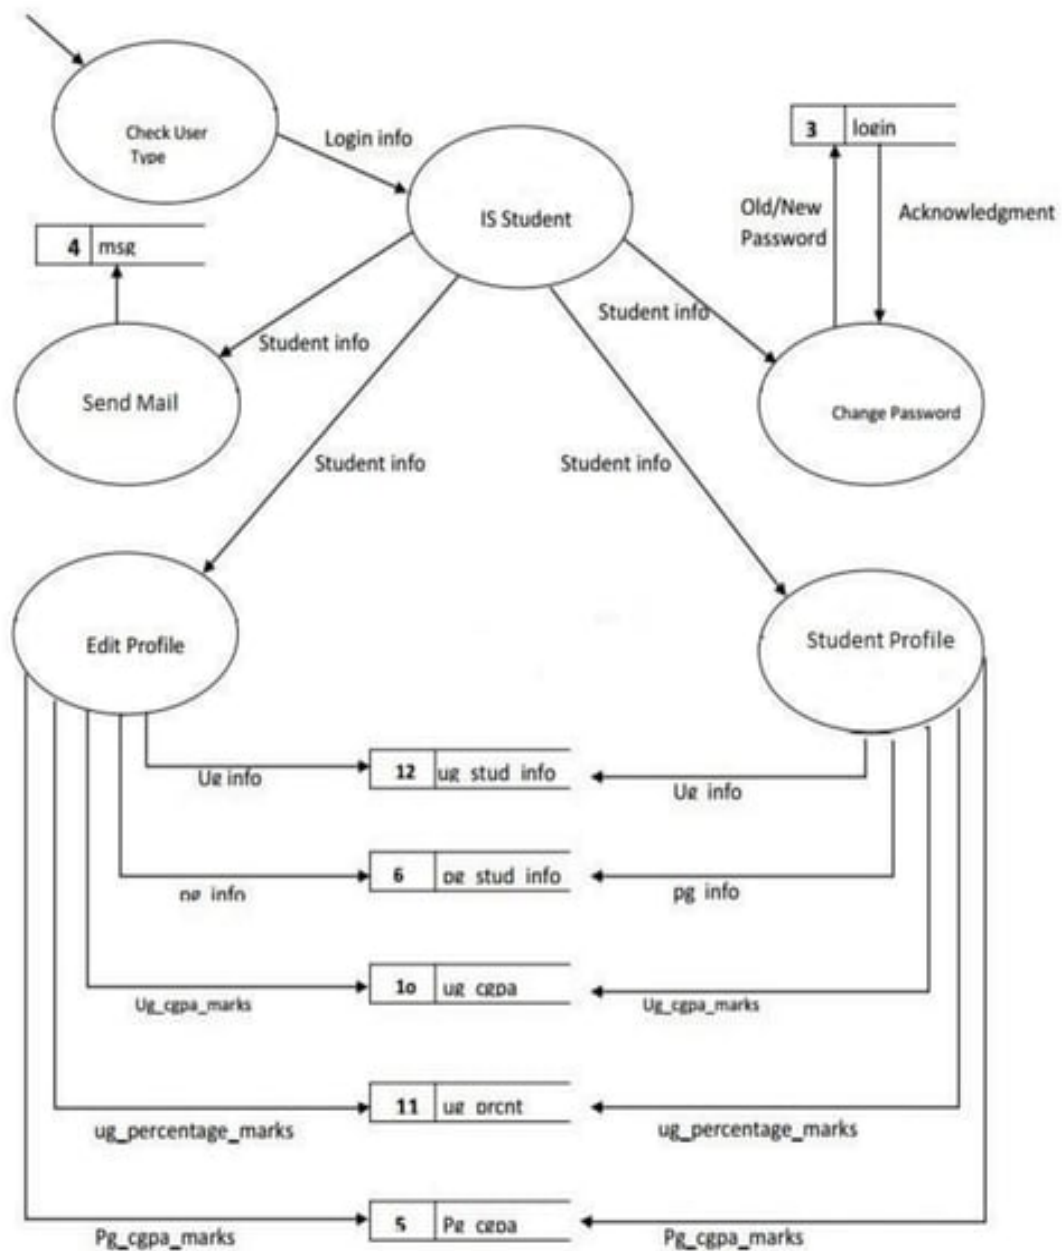 Check User
Type
Login info
IS Student
3 login
Old/New
Password
Acknowledgment
4 msg
Student info
Student info
Send Mail
Change Password
Student info
Student info
Edit Profile
Student Profile
12 ug stud info
Ug info
Ug info
6 pg stud info
pg info
pg info
1o ug cgpa
Ug_cgpa_marks
Ug_cgpa_marks
11 ug prcnt
ug_percentage_marks
ug_percentage_marks
5 Pg cgpa
Pg_cgpa_marks
Pg_cgpa_marks